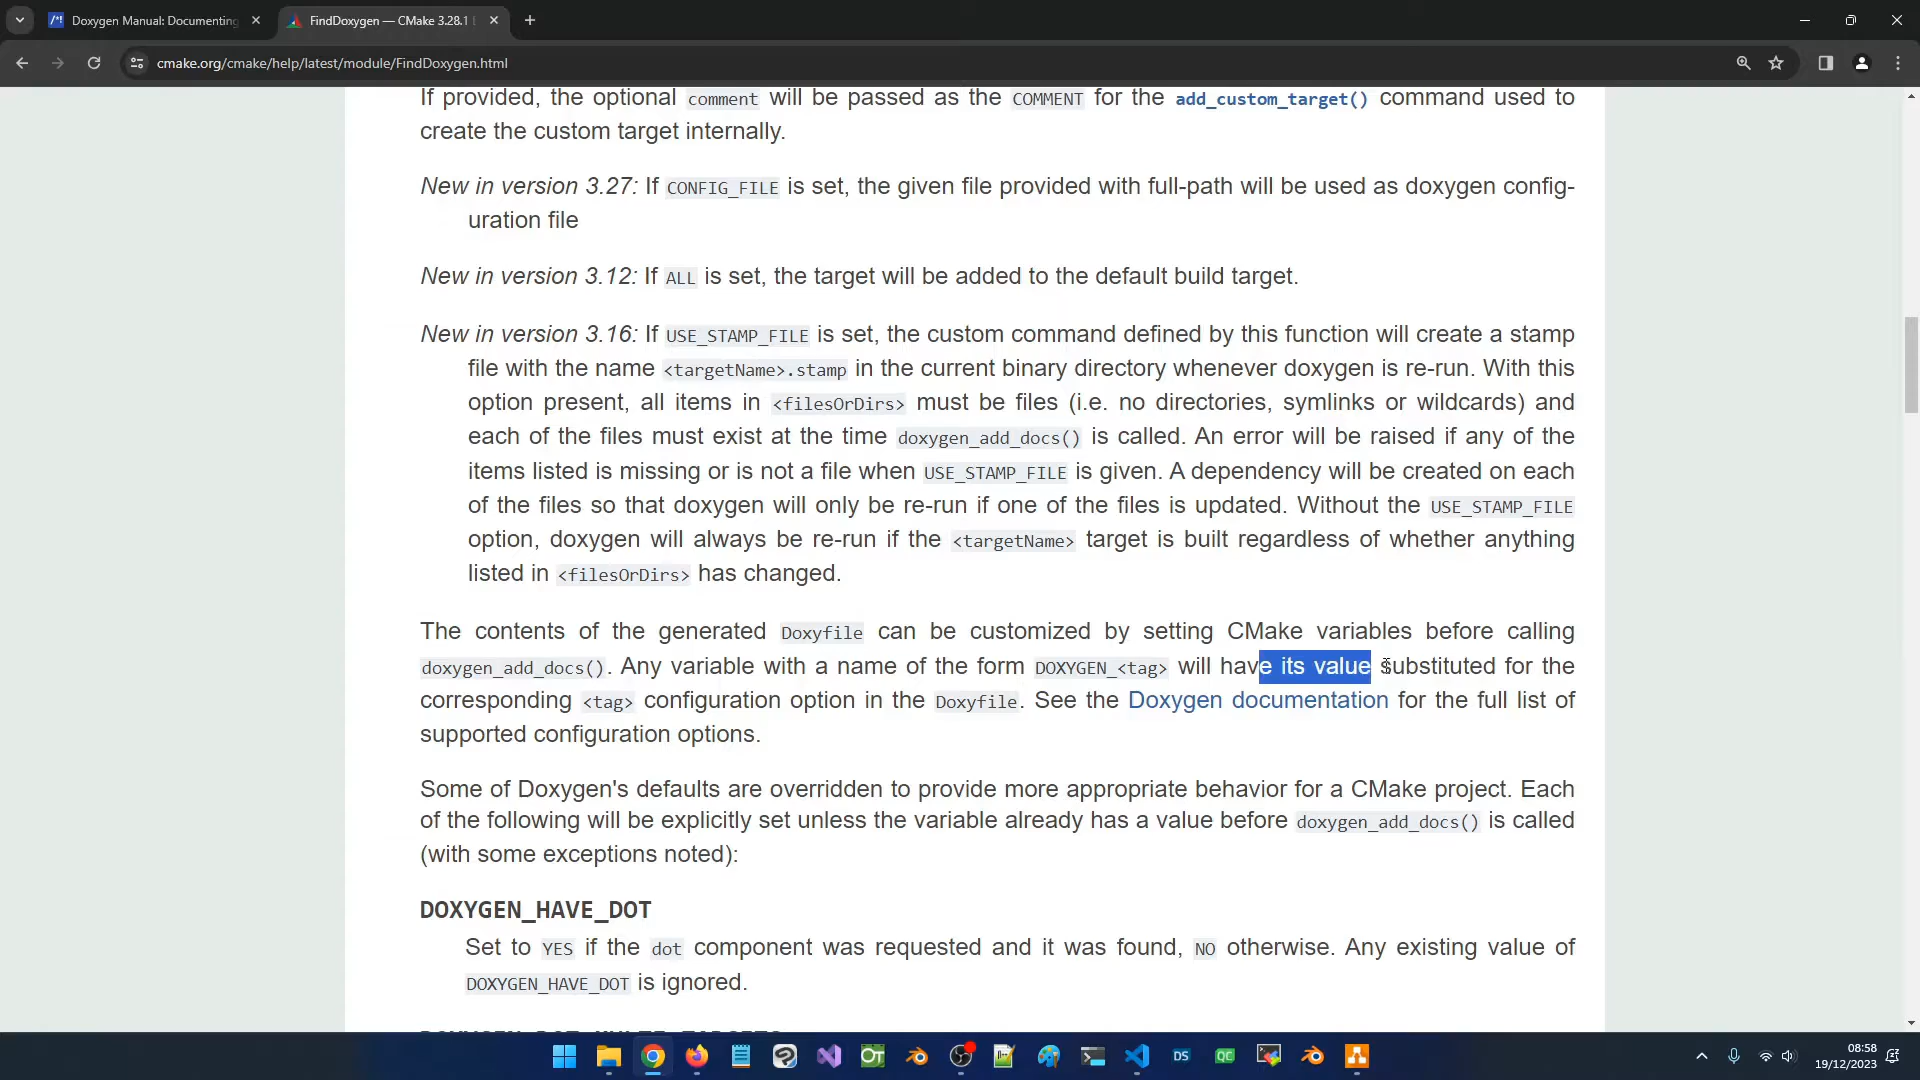 Doxygen Manual: Documenting
FindDoxygen — CMake 3.28.1
cmake.org/cmake/help/latest/module/FindDoxygen.html
If provided, the optional comment will be passed as the COMMENT for the add_custom_target() command used to
create the custom target internally.
New in version 3.27: If CONFIG_FILE is set, the given file provided with full-path will be used as doxygen config-
uration file
New in version 3.12: If ALL is set, the target will be added to the default build target.
New in version 3.16: If USE_STAMP_FILE is set, the custom command defined by this function will create a stamp
file with the name <targetName>.stamp in the current binary directory whenever doxygen is re-run. With this
option present, all items in <filesOrDirs> must be files (i.e. no directories, symlinks or wildcards) and
each of the files must exist at the time doxygen_add_docs() is called. An error will be raised if any of the
items listed is missing or is not a file when USE_STAMP_FILE is given. A dependency will be created on each
of the files so that doxygen will only be re-run if one of the files is updated. Without the USE_STAMP_FILE
option, doxygen will always be re-run if the <targetName> target is built regardless of whether anything
listed in <filesOrDirs> has changed.
The contents of the generated Doxyfile can be customized by setting CMake variables before calling
doxygen_add_docs(). Any variable with a name of the form DOXYGEN_<tag> will have its value substituted for the
corresponding <tag> configuration option in the Doxyfile. See the Doxygen documentation for the full list of
supported configuration options.
Some of Doxygen's defaults are overridden to provide more appropriate behavior for a CMake project. Each
of the following will be explicitly set unless the variable already has a value before doxygen_add_docs() is called
(with some exceptions noted):
DOXYGEN_HAVE_DOT
Set to YES if the dot component was requested and it was found, NO otherwise. Any existing value of
DOXYGEN_HAVE_DOT is ignored.
OT
DS
QC
08:58
19/12/2023